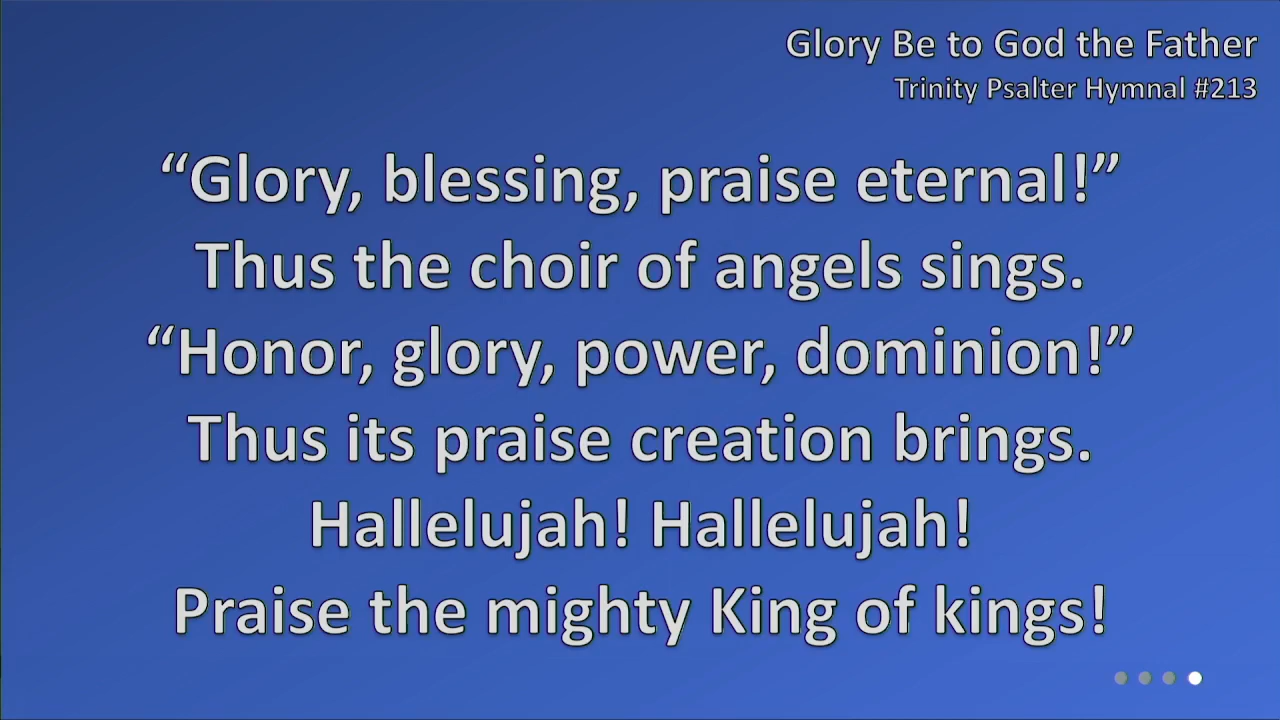 Glory Be to God the Father
Trinity Psalter Hymnal #213
“Glory, blessing, praise eternal!”
Thus the choir of angels sings.
“Honor, glory, power, dominion!”
Thus its praise creation brings.
Hallelujah! Hallelujah!
Praise the mighty King of kings!